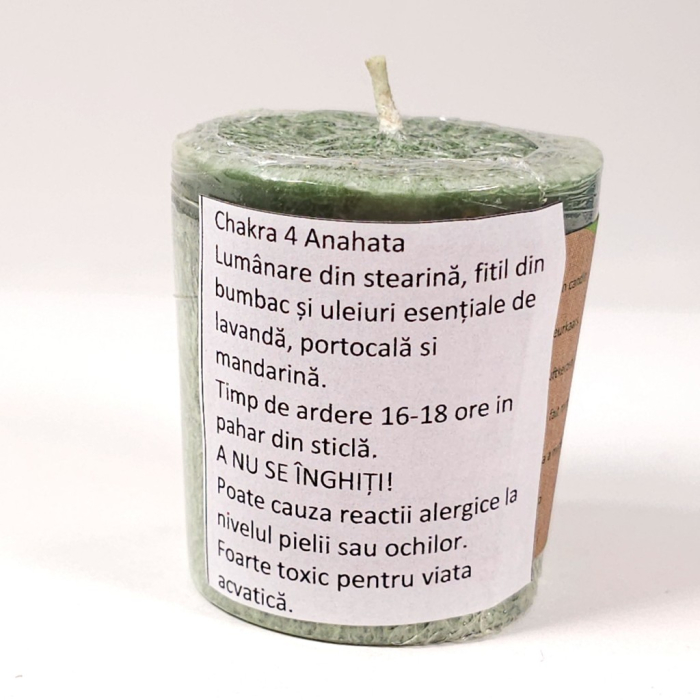 Chakra 4 Anahata
Lumânare din stearină, fitil din
bumbac și uleiuri esențiale de
lavandă, portocală si
mandarină.
Timp de ardere 16-18 ore in
pahar din sticlă.
A NU SE ÎNGHIȚI!
Poate cauza reactii alergice la
nivelul pielii sau ochilor.
Foarte toxic pentru viata
acvatică.